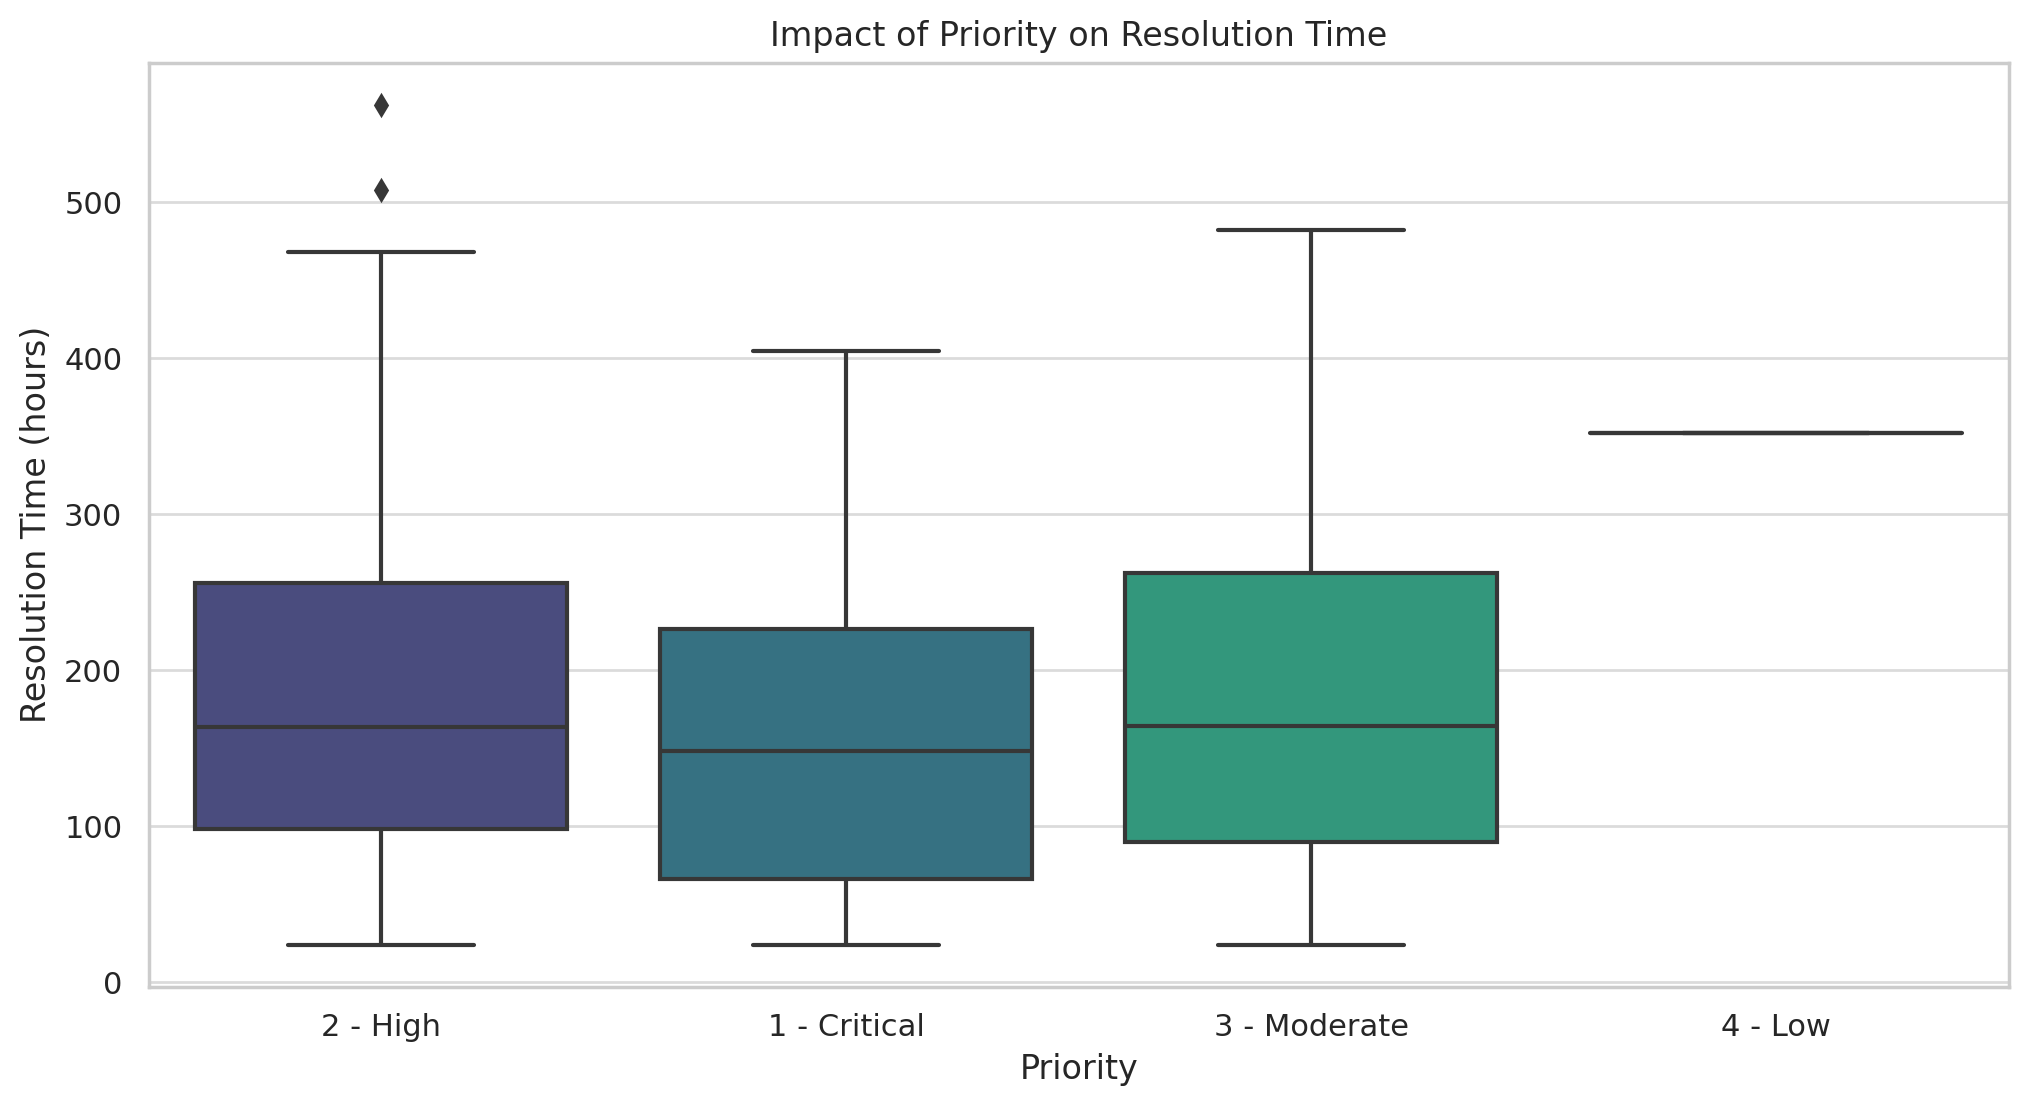 Impact of Priority on Resolution Time
Resolution Time (hours)
500
400
300
200
100
0
2 - High
1 - Critical
3 - Moderate
4 - Low
Priority